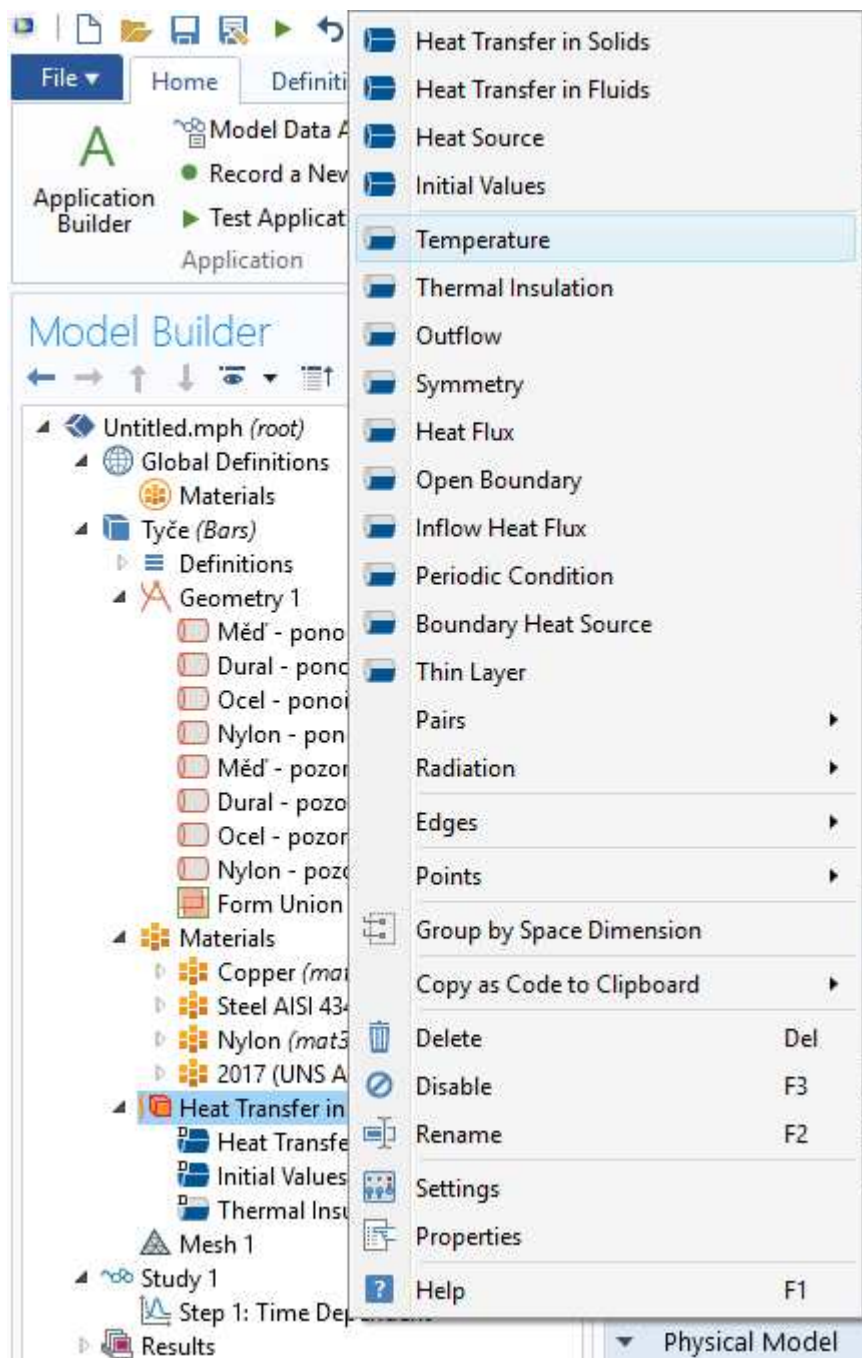 File
Home
Definiti
A
Application
Builder
Model Data A
Record a New
Test Applicat
Application
Model Builder
Untitled.mph (root)
Global Definitions
Materials
Tyče (Bars)
Definitions
Geometry 1
Měď - pono
Dural - pono
Ocel - ponoi
Nylon - pon
Měď - pozor
Dural - pozo
Ocel - pozor
Nylon - pozo
Form Union
Materials
Copper (mat
Steel AISI 434
Nylon (mat3
2017 (UNS A
Heat Transfer in
Heat Transfe
Initial Values
Thermal Insu
Mesh 1
Study 1
Step 1: Time Dependent
Results
Heat Transfer in Solids
Heat Transfer in Fluids
Heat Source
Initial Values
Temperature
Thermal Insulation
Outflow
Symmetry
Heat Flux
Open Boundary
Inflow Heat Flux
Periodic Condition
Boundary Heat Source
Thin Layer
Pairs
Radiation
Edges
Points
Group by Space Dimension
Copy as Code to Clipboard
Delete Del
Disable F3
Rename F2
Settings
Properties
Help F1
Physical Model